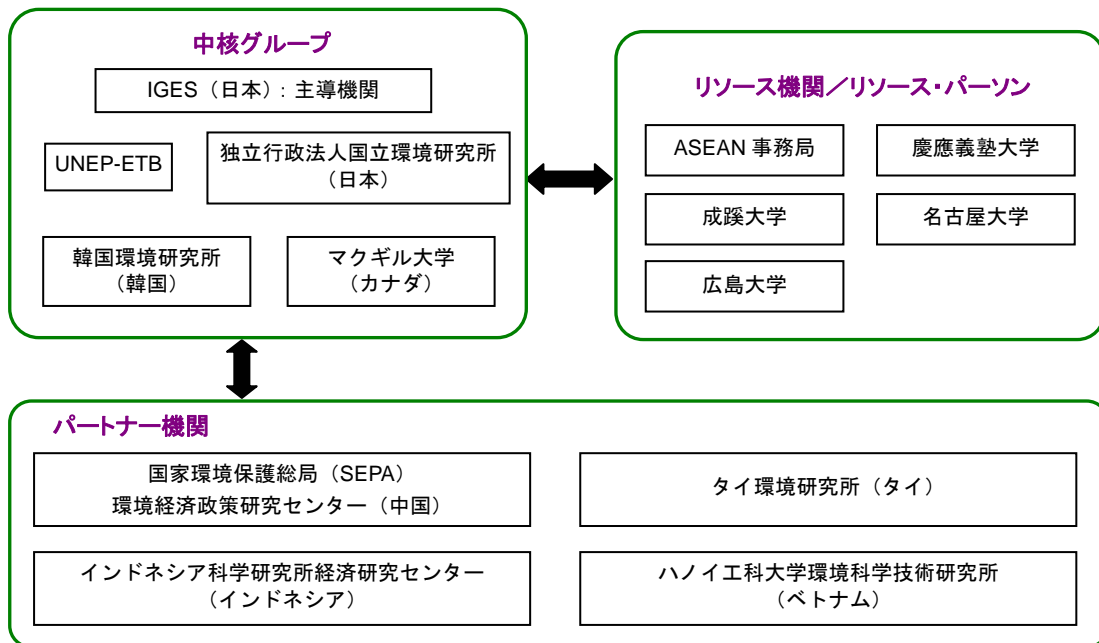 中核グループ
IGES（日本）：主導機関
UNEP-ETB
独立行政法人国立環境研究所
（日本）
韓国環境研究所
（韓国）
マクギル大学
（カナダ）
リソース機関／リソース・パーソン
ASEAN 事務局
慶應義塾大学
成蹊大学
名古屋大学
広島大学
パートナー機関
国家環境保護総局（SEPA）
環境経済政策研究センター（中国）
タイ環境研究所（タイ）
インドネシア科学研究所経済研究センター
（インドネシア）
ハノイ工科大学環境科学技術研究所
（ベトナム）